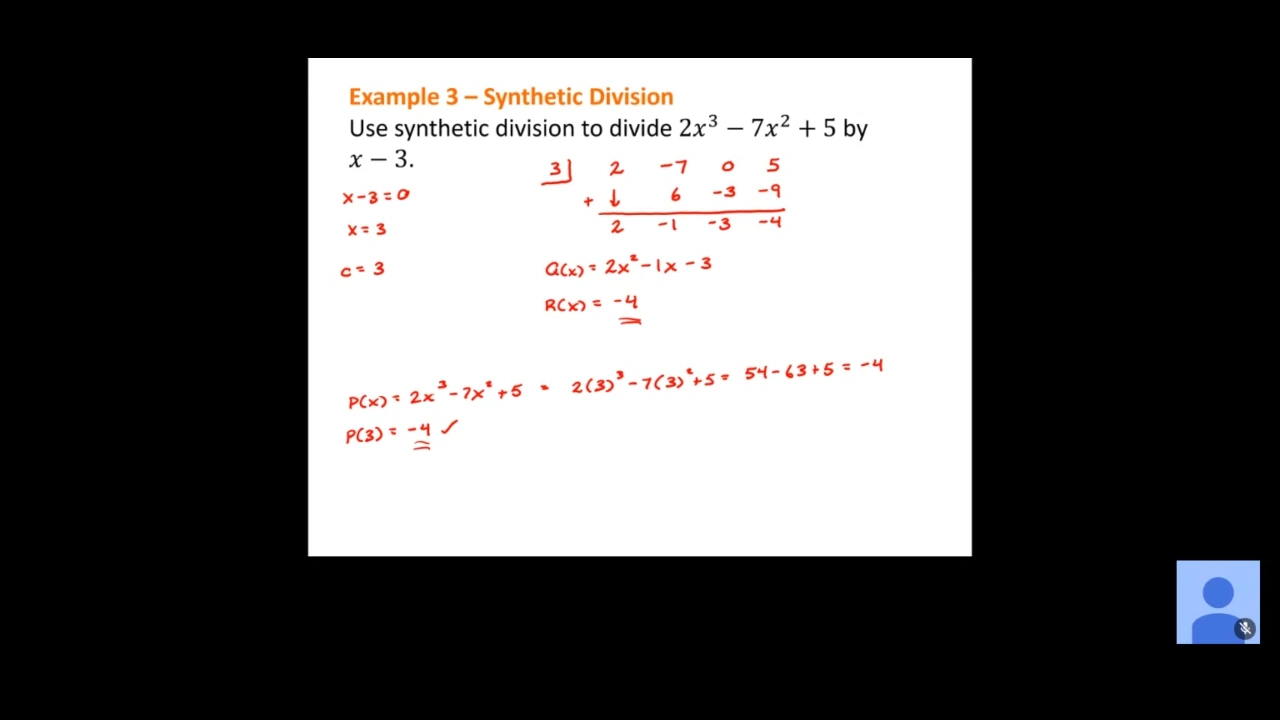 Example 3 – Synthetic Division
Use synthetic division to divide 2x³ − 7x² + 5 by
x − 3.
3 2 -7 0 5
+ ↓ 6 -3 -9
2 -1 -3 -4
x-3=0
x = 3
c = 3
Q(x) = 2x² - 1x - 3
R(x) = -4
P(x) = 2x³ - 7x² + 5 = 2(3)³ - 7(3)² + 5 = 54 - 63 + 5 = -4
P(3) = -4 ✓